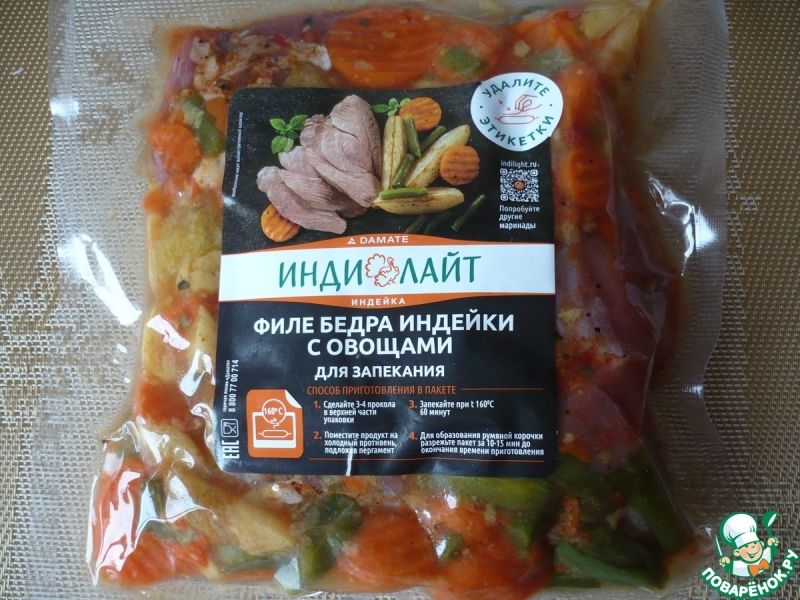 УДАЛИТЕ
ЭТИКЕТКИ
indilight.ru
Попробуйте
другие
маринады
DAMATE
ИНДИЛАЙТ
ИНДЕЙКА
ФИЛЕ БЕДРА ИНДЕЙКИ
С ОВОЩАМИ
ДЛЯ ЗАПЕКАНИЯ
СПОСОБ ПРИГОТОВЛЕНИЯ В ПАКЕТЕ
160° C
1. Сделайте 3-4 прокола
в верхней части
упаковки
2. Поместите продукт на
холодный противень,
подложив пергамент
3. Запекайте при t 160°C
60 минут
4. Для образования румяной корочки
разрежьте пакет за 10-15 мин до
окончания времени приготовления
8 800 77 00 714
EAC
ПОВАРЁНОК.РУ